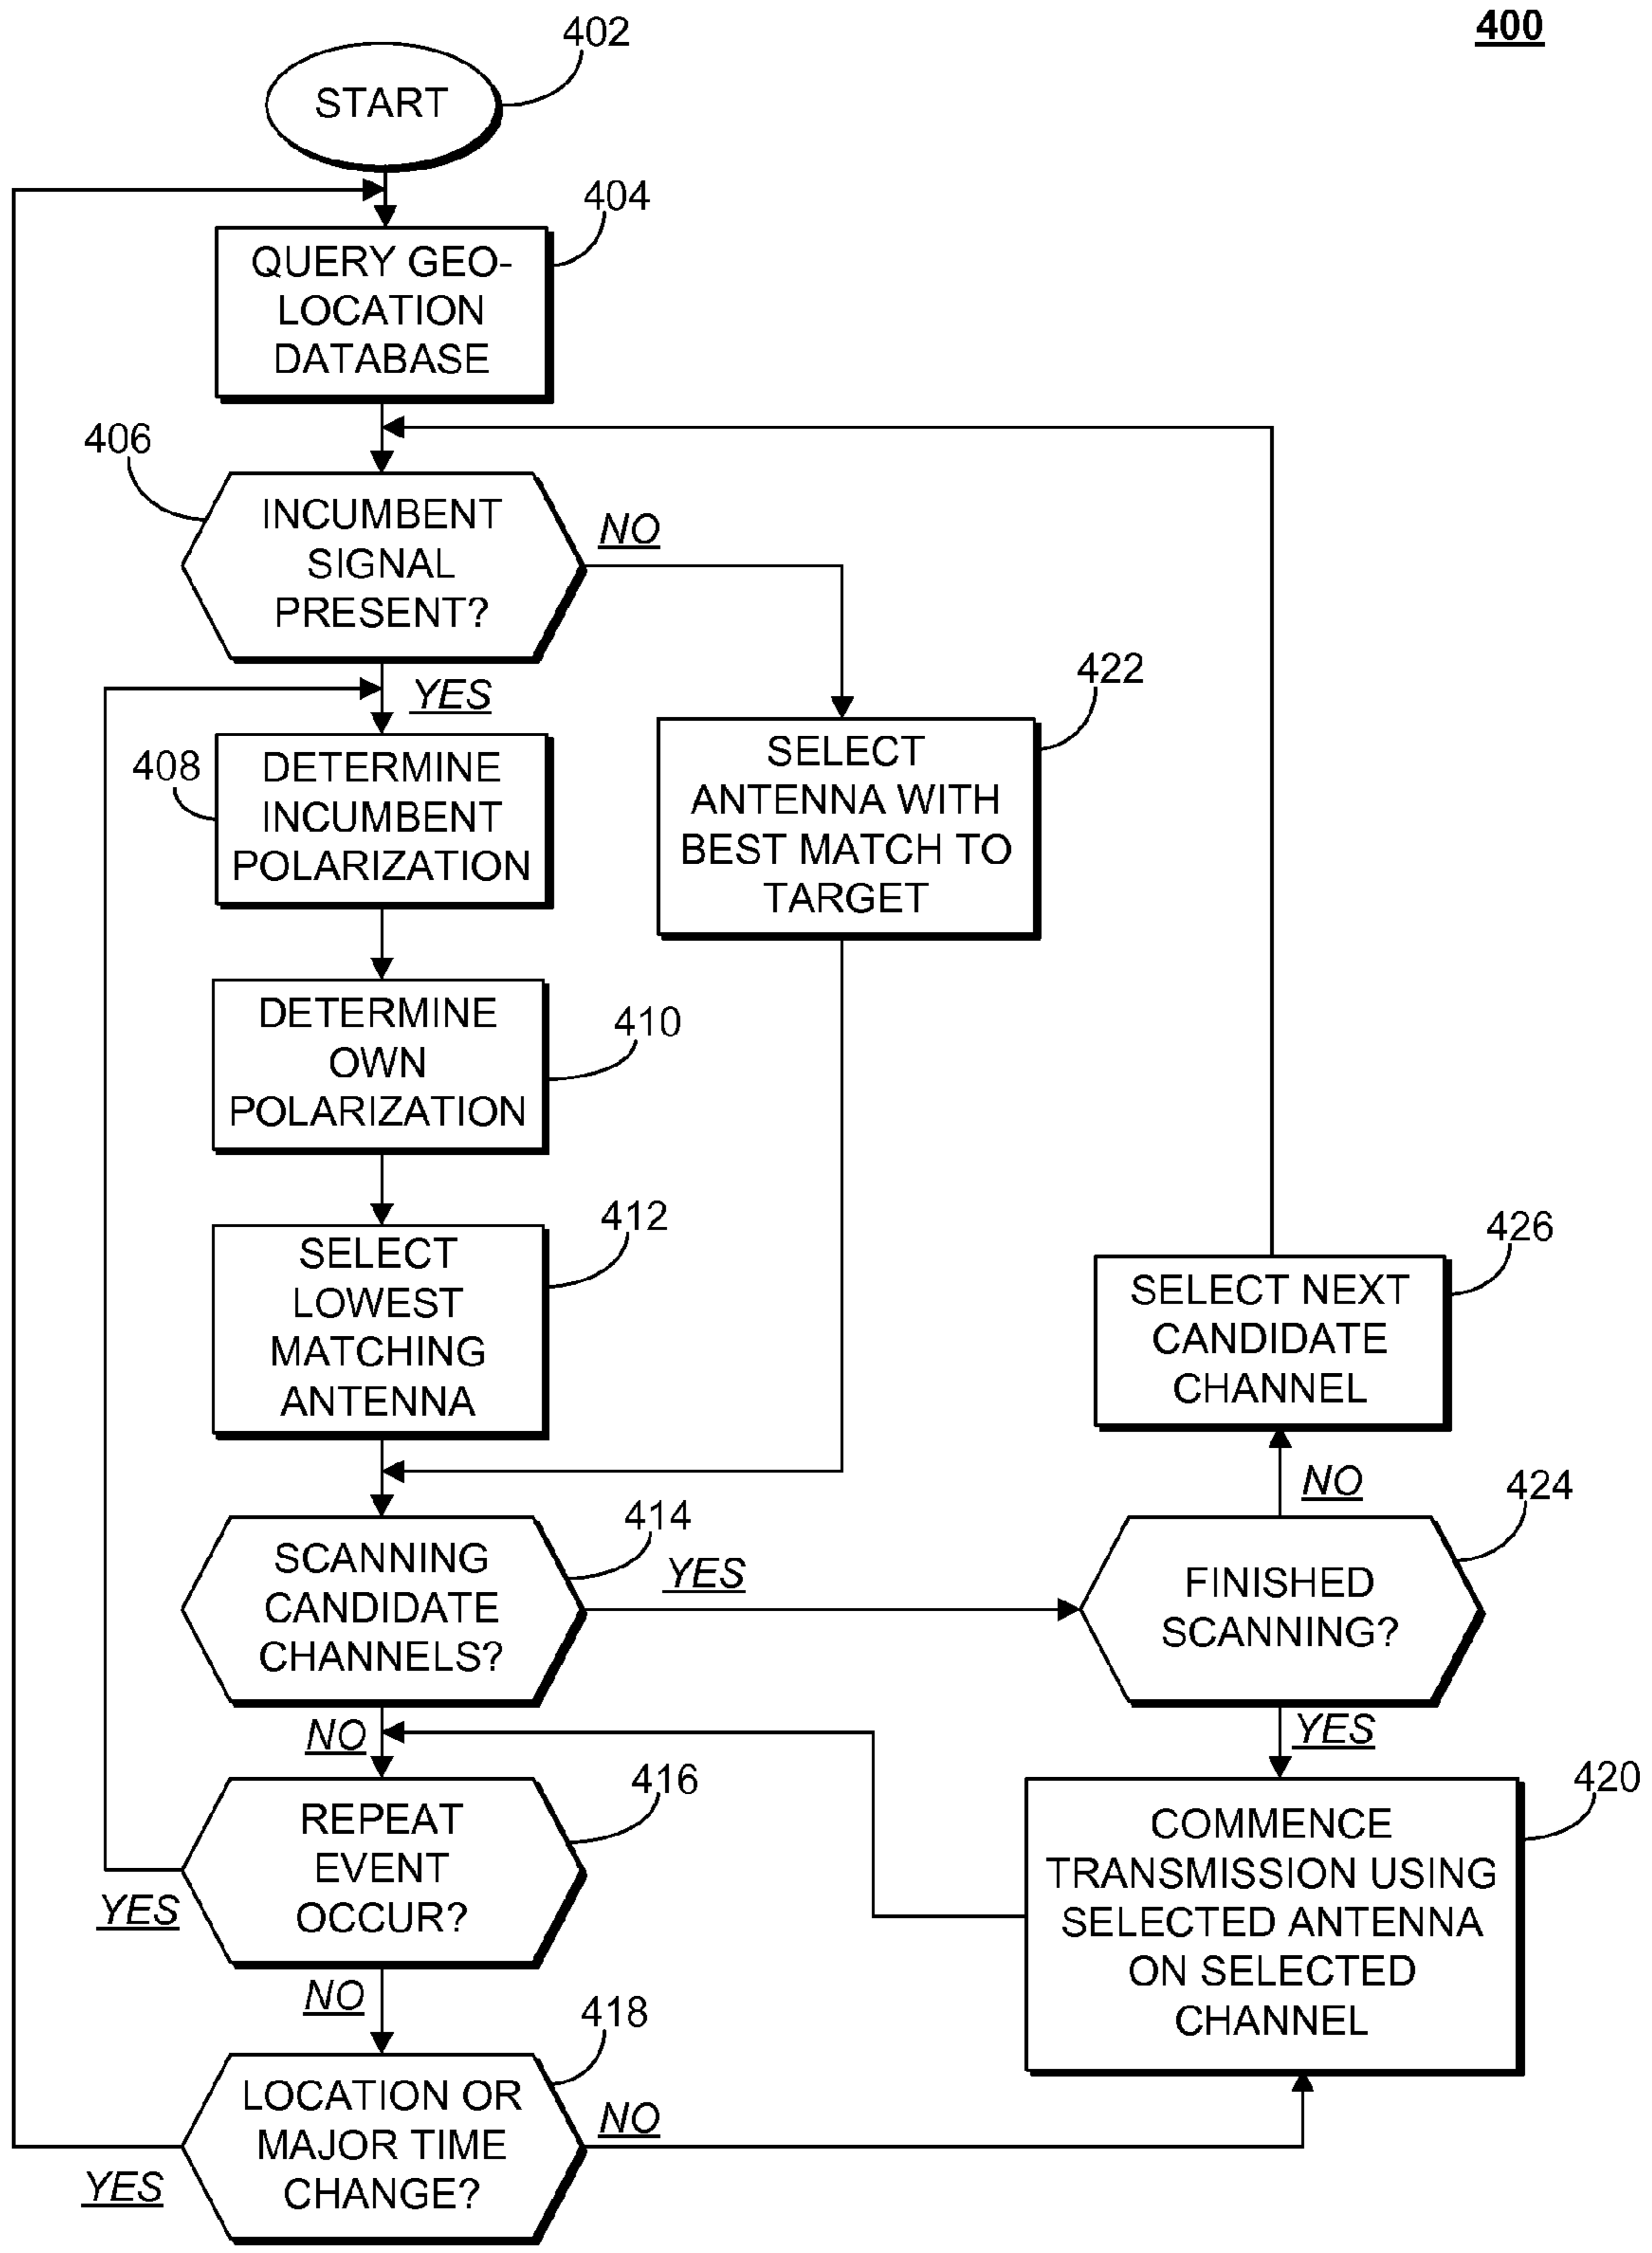 400
402
START
404
QUERY GEO-
LOCATION
DATABASE
406
INCUMBENT
SIGNAL
PRESENT?
NO
YES
422
SELECT
ANTENNA WITH
BEST MATCH TO
TARGET
408
DETERMINE
INCUMBENT
POLARIZATION
410
DETERMINE
OWN
POLARIZATION
412
SELECT
LOWEST
MATCHING
ANTENNA
426
SELECT NEXT
CANDIDATE
CHANNEL
NO
414
SCANNING
CANDIDATE
CHANNELS?
YES
424
FINISHED
SCANNING?
NO
YES
416
REPEAT
EVENT
OCCUR?
YES
NO
420
COMMENCE
TRANSMISSION USING
SELECTED ANTENNA
ON SELECTED
CHANNEL
418
LOCATION OR
MAJOR TIME
CHANGE?
NO
YES